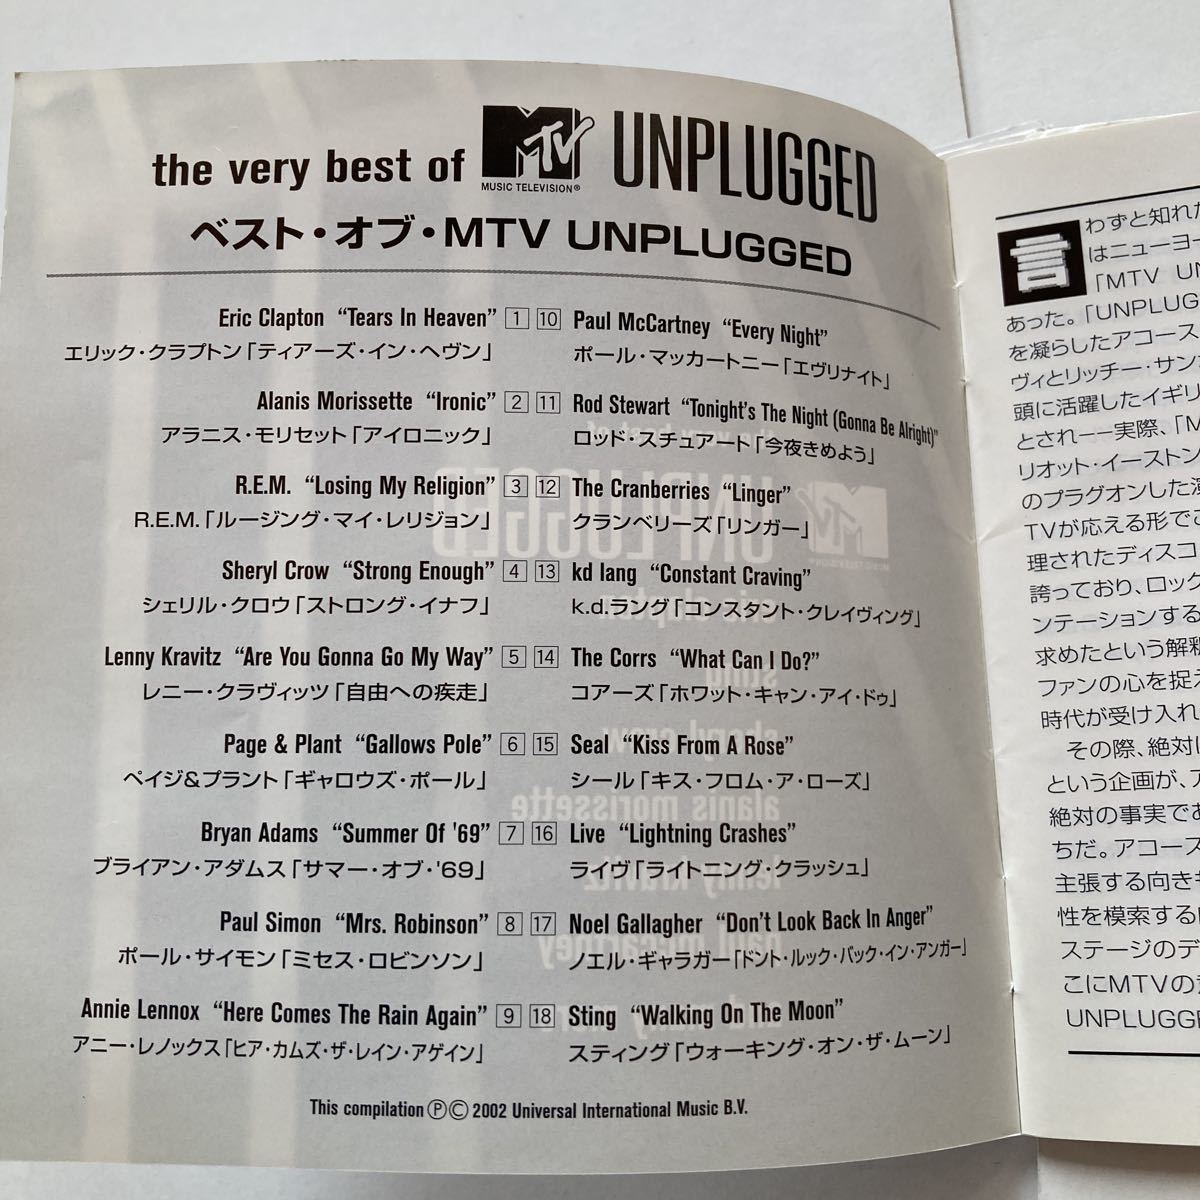 the very best of MTV UNPLUGGED
MUSIC TELEVISION®
ベスト・オブ・MTV UNPLUGGED
Eric Clapton “Tears In Heaven” 1
エリック・クラプトン「ティアーズ・イン・ヘヴン」
Alanis Morissette “Ironic” 2
アラニス・モリセット「アイロニック」
R.E.M. “Losing My Religion” 3
R.E.M.「ルージング・マイ・レリジョン」
Sheryl Crow “Strong Enough” 4
シェリル・クロウ「ストロング・イナフ」
Lenny Kravitz “Are You Gonna Go My Way” 5
レニー・クラヴィッツ「自由への疾走」
Page & Plant “Gallows Pole” 6
ペイジ&プラント「ギャロウズ・ポール」
Bryan Adams “Summer Of '69” 7
ブライアン・アダムス「サマー・オブ・'69」
Paul Simon “Mrs. Robinson” 8
ポール・サイモン「ミセス・ロビンソン」
Annie Lennox “Here Comes The Rain Again” 9
アニー・レノックス「ヒア・カムズ・ザ・レイン・アゲイン」
10 Paul McCartney “Every Night”
ポール・マッカートニー「エヴリナイト」
11 Rod Stewart “Tonight's The Night (Gonna Be Alright)”
ロッド・スチュアート「今夜きめよう」
12 The Cranberries “Linger”
クランベリーズ「リンガー」
13 kd lang “Constant Craving”
k.d.ラング「コンスタント・クレイヴィング」
14 The Corrs “What Can I Do?”
コアーズ「ホワット・キャン・アイ・ドゥ」
15 Seal “Kiss From A Rose”
シール「キス・フロム・ア・ローズ」
16 Live “Lightning Crashes”
ライヴ「ライトニング・クラッシュ」
17 Noel Gallagher “Don't Look Back In Anger”
ノエル・ギャラガー「ドント・ルック・バック・イン・アンガー」
18 Sting “Walking On The Moon”
スティング「ウォーキング・オン・ザ・ムーン」
This compilation ℗© 2002 Universal International Music B.V.
言わずと知れた
はニューヨー
「MTV UN
あった。「UNPLUG
を凝らしたアコース
ヴィとリッチー・サン
頭に活躍したイギリ
とされ——実際、「M
リオット・イーストン
のプラグオンした演
TVが応える形でこ
理されたディスコ
誇っており、ロック
ンテーションする
求めたという解釈
ファンの心を捉え
時代が受け入れ
その際、絶対に
という企画が、ア
絶対の事実であ
ちだ。アコース
主張する向きも
性を模索する
ステージのデ
こにMTVの
UNPLUGGE